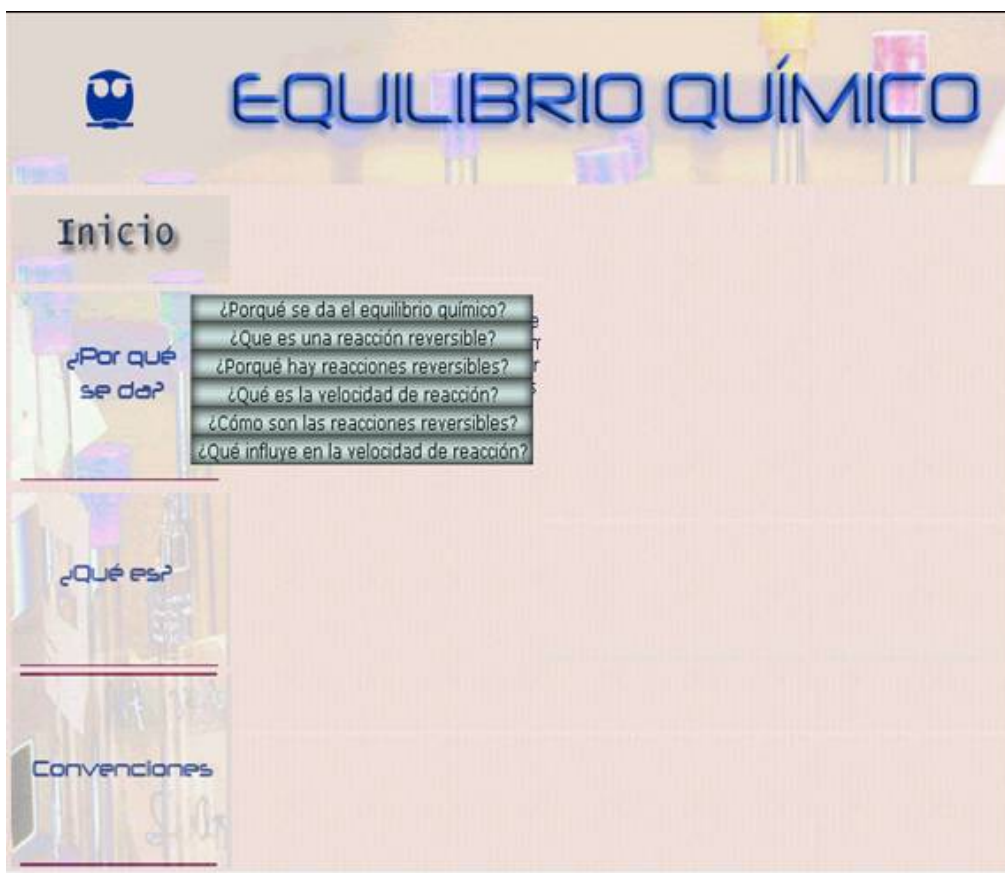 EQUILIBRIO QUÍMICO
Inicio
¿Por qué
se da?
¿Porqué se da el equilibrio químico?
¿Que es una reacción reversible?
¿Porqué hay reacciones reversibles?
¿Qué es la velocidad de reacción?
¿Cómo son las reacciones reversibles?
¿Qué influye en la velocidad de reacción?
¿Qué es?
Convenciones